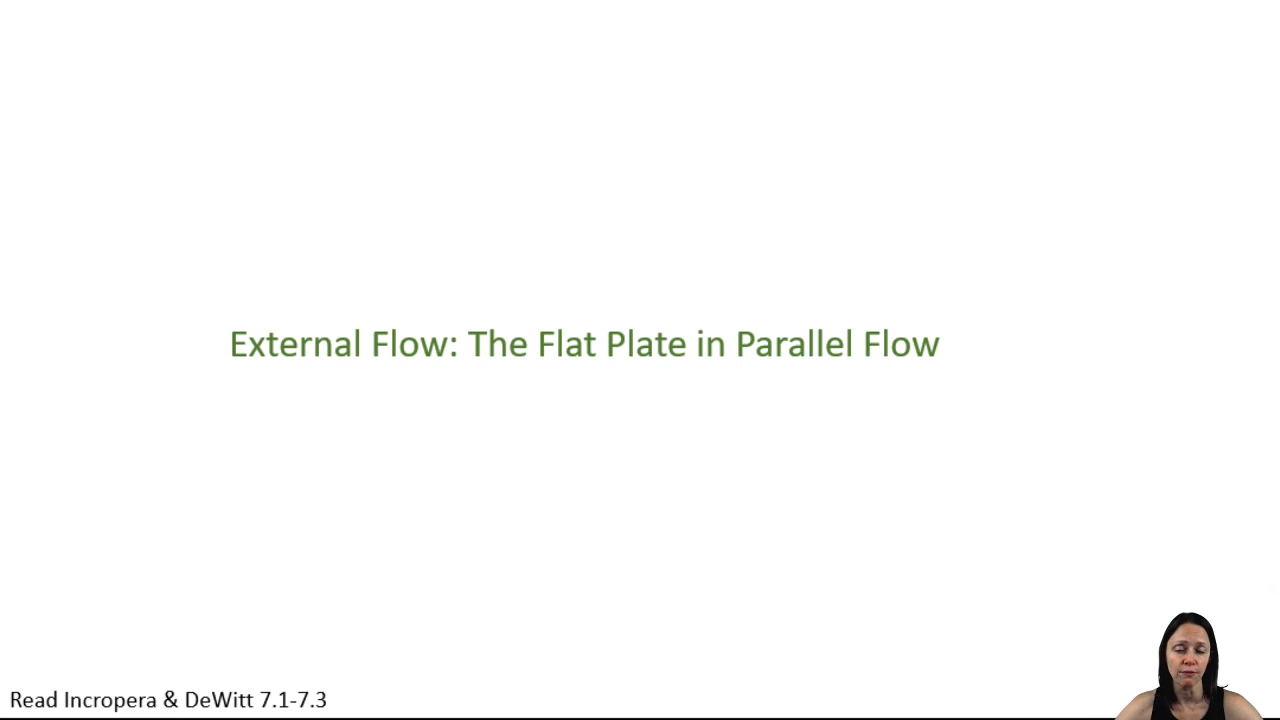 External Flow: The Flat Plate in Parallel Flow
Read Incropera & DeWitt 7.1-7.3